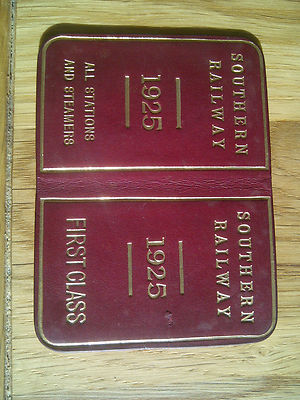 SOUTHERN
RAILWAY
1925
ALL STATIONS
AND STEAMERS
SOUTHERN
RAILWAY
1925
FIRST CLASS